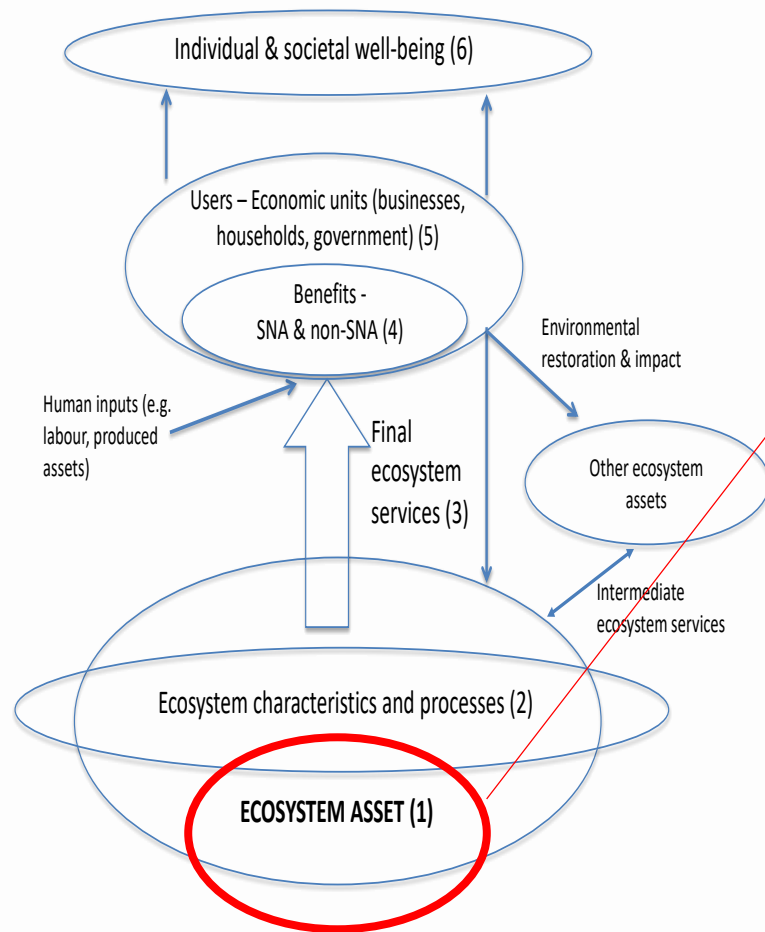 Individual & societal well-being (6)
Users – Economic units (businesses,
households, government) (5)
Benefits -
SNA & non-SNA (4)
Environmental
restoration & impact
Human inputs (e.g.
labour, produced
assets)
Final
ecosystem
services (3)
Other ecosystem
assets
Intermediate
ecosystem services
Ecosystem characteristics and processes (2)
ECOSYSTEM ASSET (1)